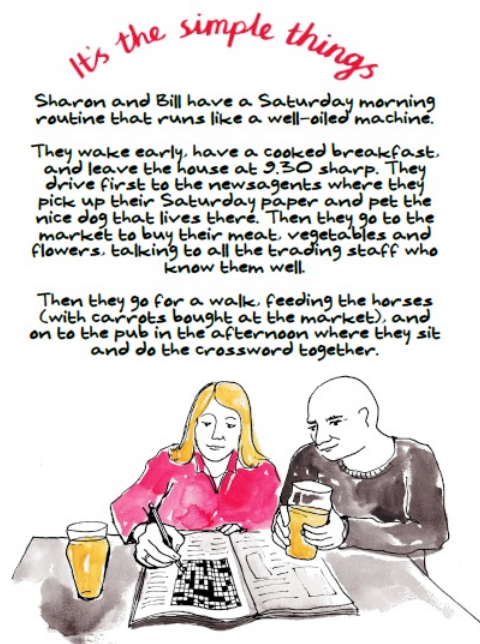 It's the simple things
Sharon and Bill have a Saturday morning
routine that runs like a well-oiled machine.
They wake early, have a cooked breakfast,
and leave the house at 9.30 sharp. They
drive first to the newsagents where they
pick up their Saturday paper and pet the
nice dog that lives there. Then they go to the
market to buy their meat, vegetables and
flowers, talking to all the trading staff who
know them well.
Then they go for a walk, feeding the horses
(with carrots bought at the market), and
on to the pub in the afternoon where they sit
and do the crossword together.